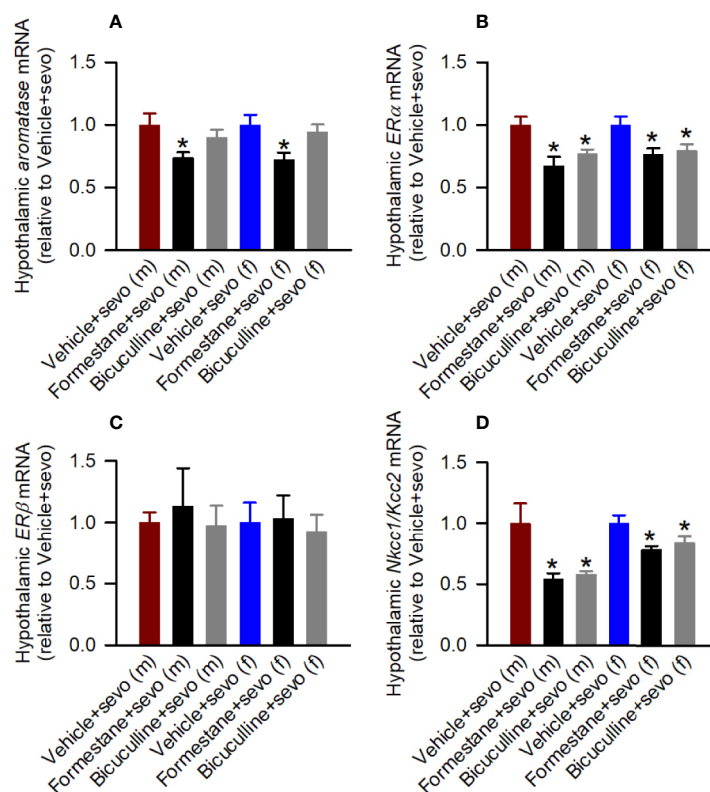 A
Hypothalamic aromatase mRNA
(relative to Vehicle+sevo)
1.5
1.0
0.5
0.0
*
*
Vehicle+sevo (m)
Formestane+sevo (m)
Bicuculline+sevo (m)
Vehicle+sevo (f)
Formestane+sevo (f)
Bicuculline+sevo (f)
B
Hypothalamic ERα mRNA
(relative to Vehicle+sevo)
1.5
1.0
0.5
0.0
*
*
*
*
Vehicle+sevo (m)
Formestane+sevo (m)
Bicuculline+sevo (m)
Vehicle+sevo (f)
Formestane+sevo (f)
Bicuculline+sevo (f)
C
Hypothalamic ERβ mRNA
(relative to Vehicle+sevo)
1.5
1.0
0.5
0.0
Vehicle+sevo (m)
Formestane+sevo (m)
Bicuculline+sevo (m)
Vehicle+sevo (f)
Formestane+sevo (f)
Bicuculline+sevo (f)
D
Hypothalamic Nkcc1/Kcc2 mRNA
(relative to Vehicle+sevo)
1.5
1.0
0.5
0.0
*
*
*
*
Vehicle+sevo (m)
Formestane+sevo (m)
Bicuculline+sevo (m)
Vehicle+sevo (f)
Formestane+sevo (f)
Bicuculline+sevo (f)